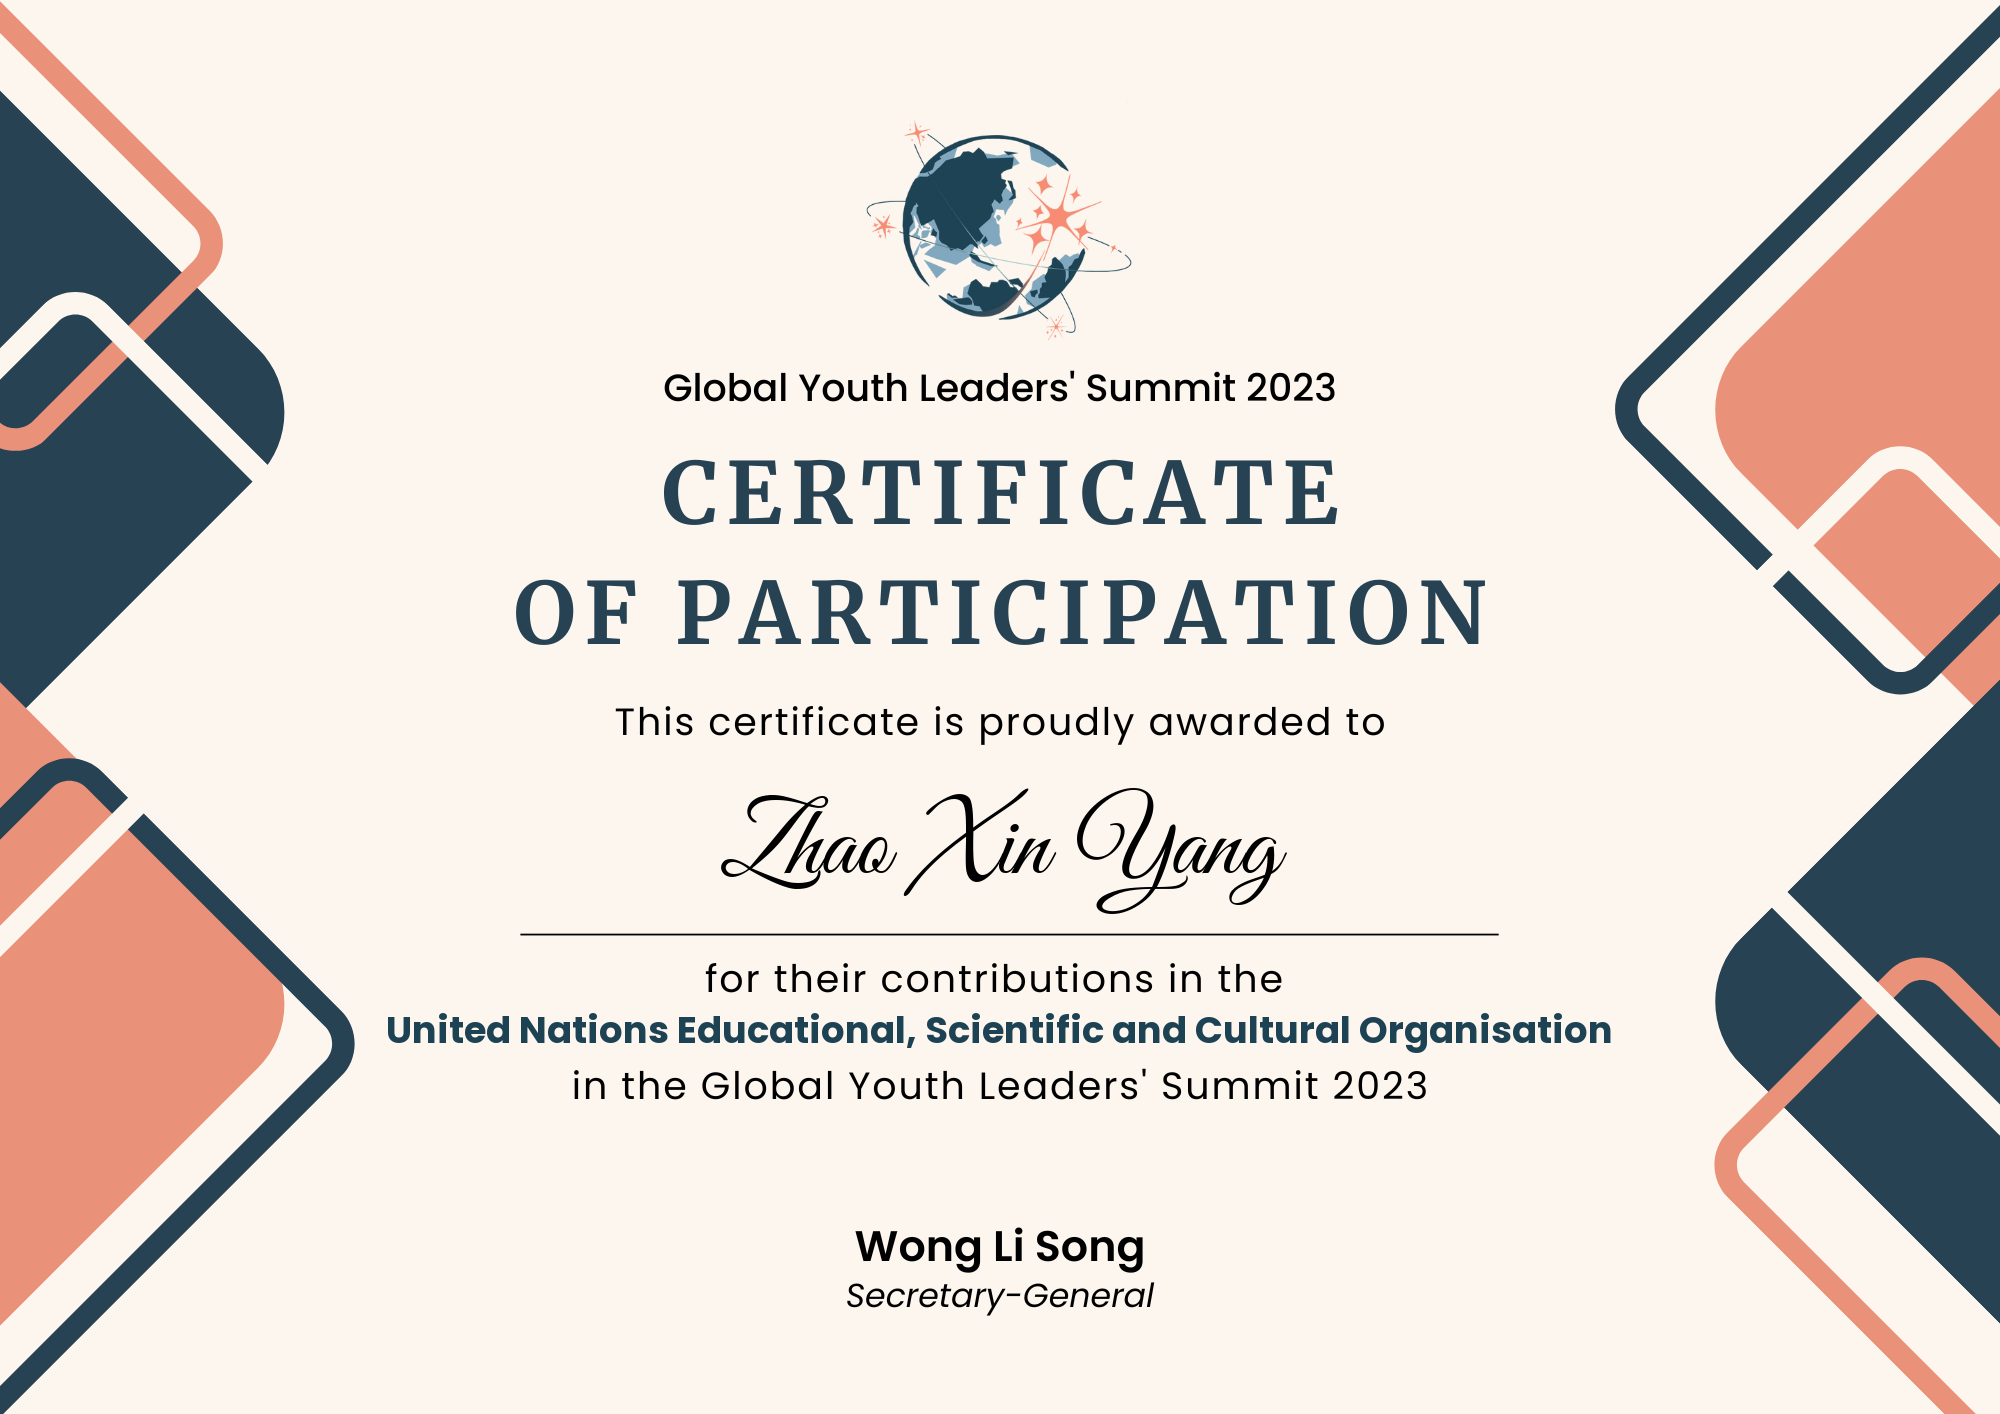 Global Youth Leaders' Summit 2023
CERTIFICATE
OF PARTICIPATION
This certificate is proudly awarded to
Zhao Xin Yang
for their contributions in the
United Nations Educational, Scientific and Cultural Organisation
in the Global Youth Leaders' Summit 2023
Wong Li Song
Secretary-General